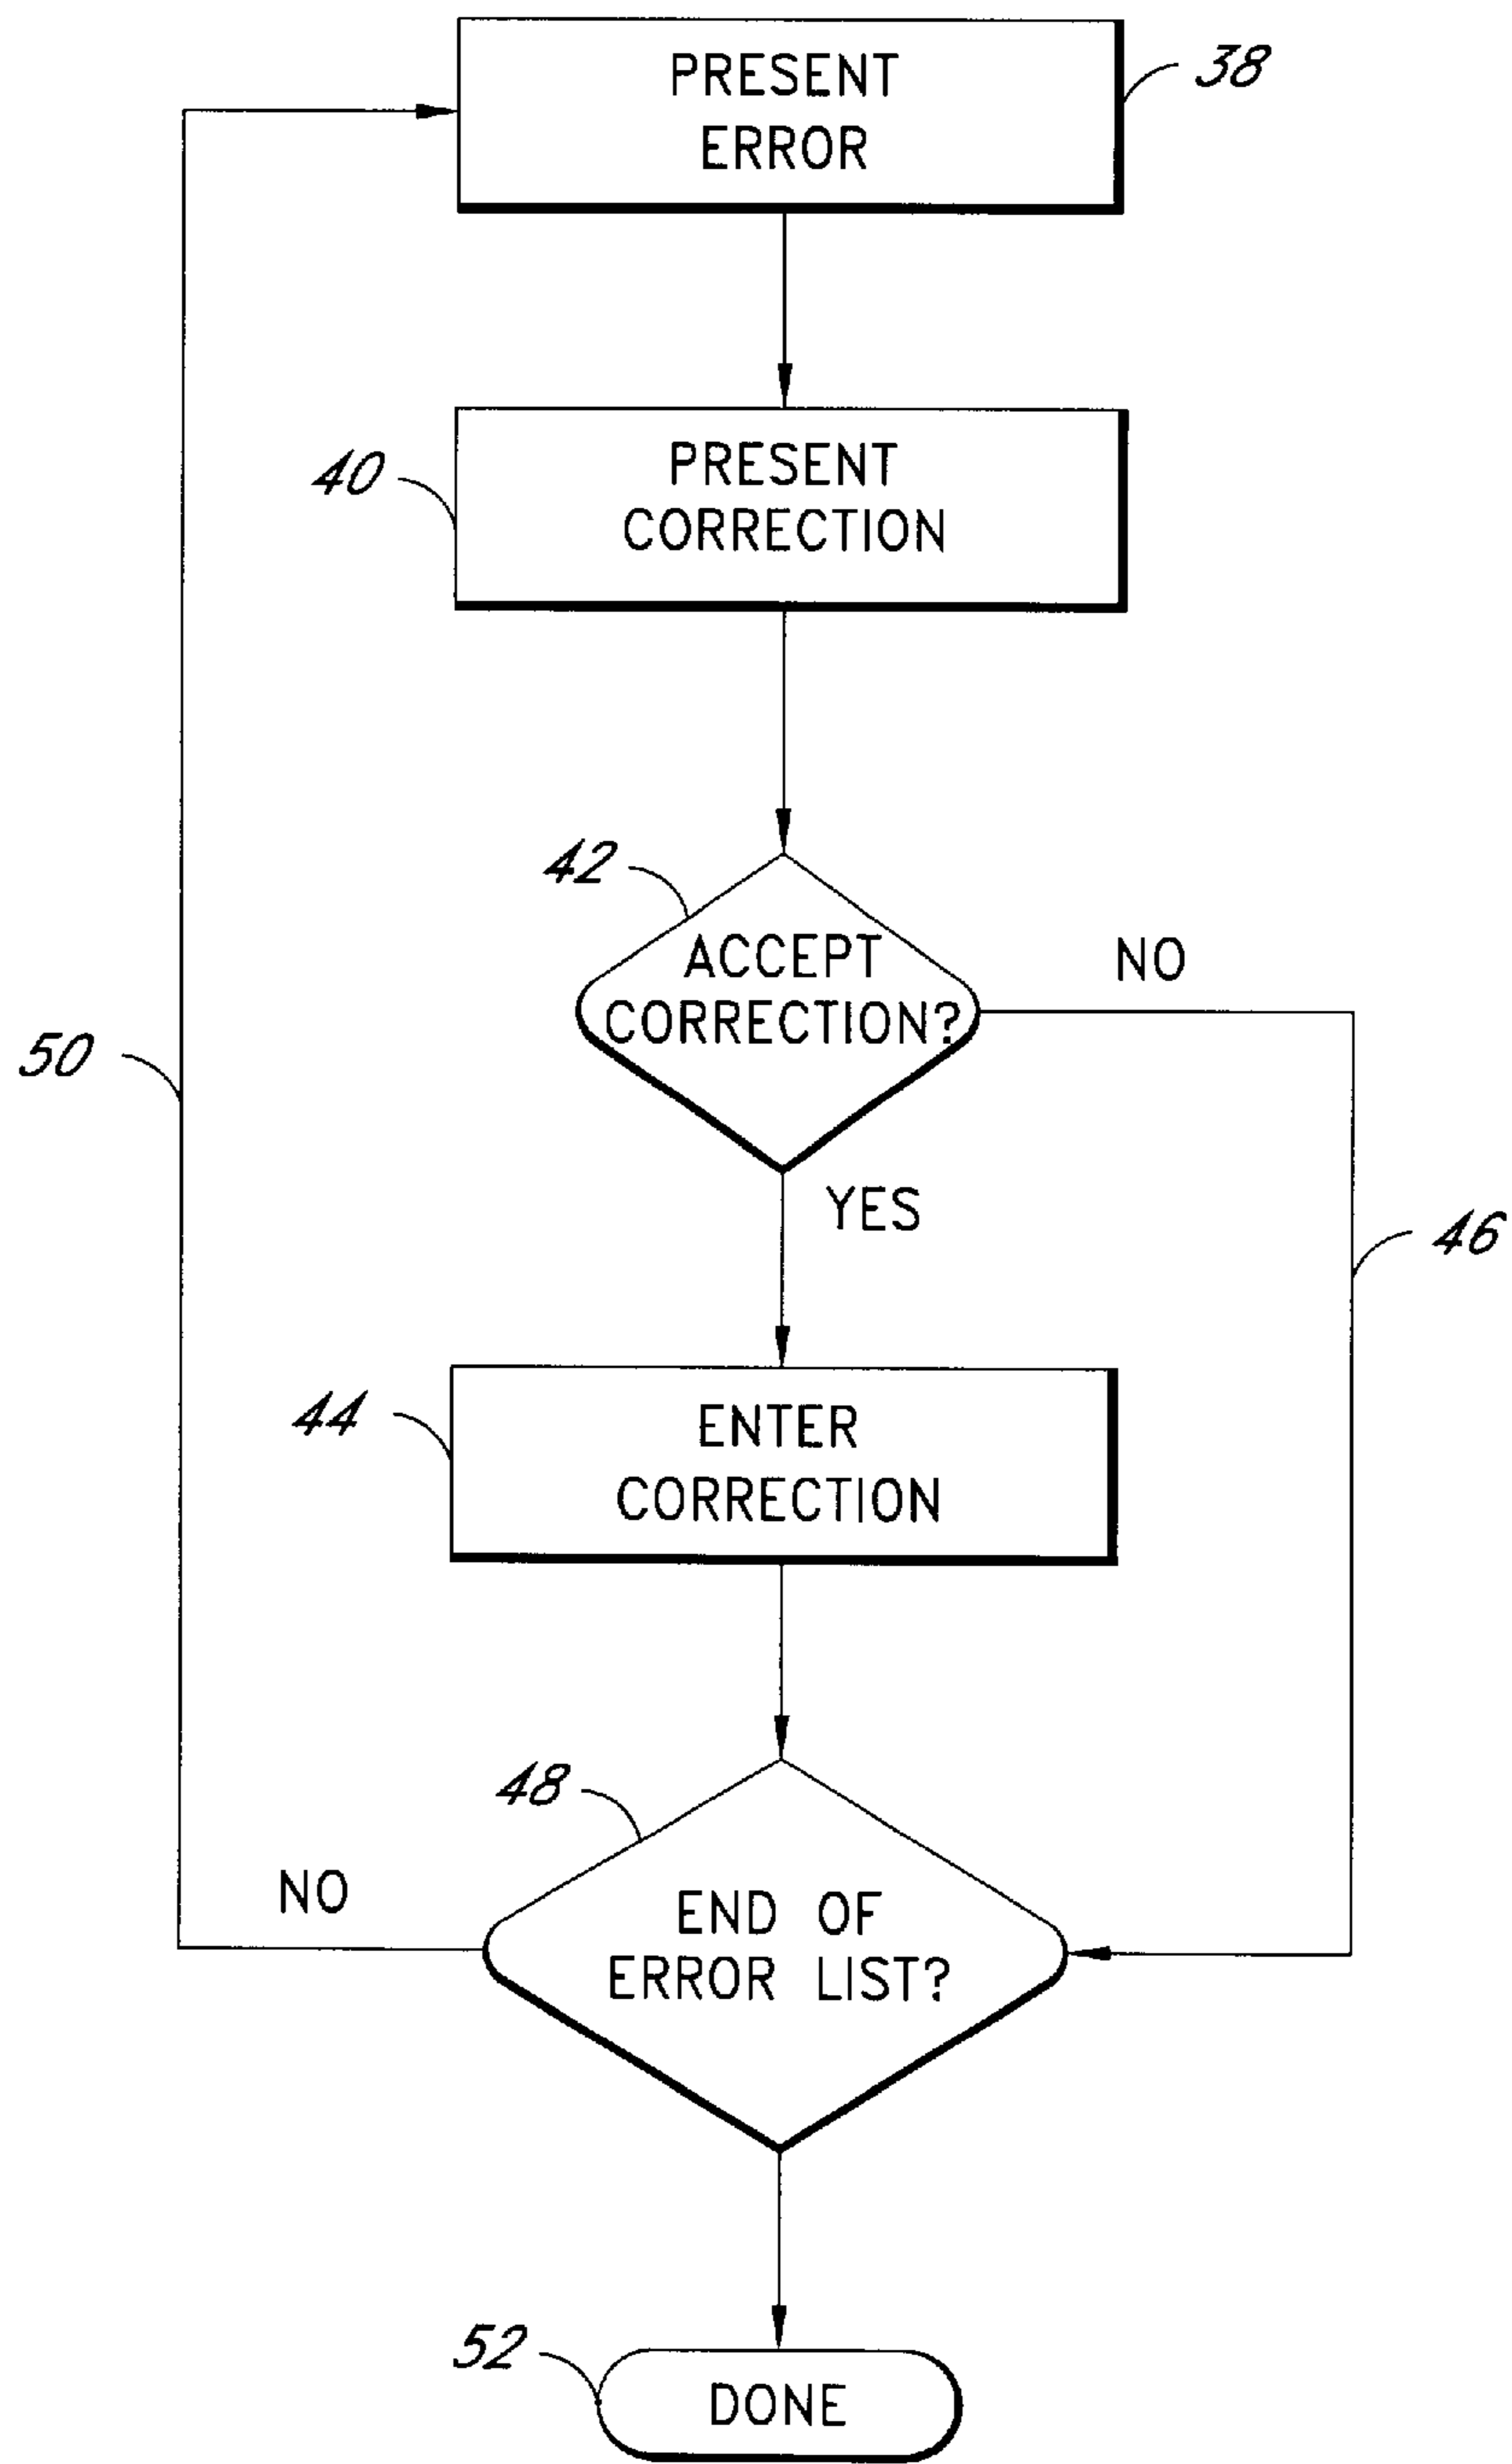 PRESENT
ERROR
38
40
PRESENT
CORRECTION
42
ACCEPT
CORRECTION?
NO
50
YES
46
44
ENTER
CORRECTION
48
NO
END OF
ERROR LIST?
52
DONE